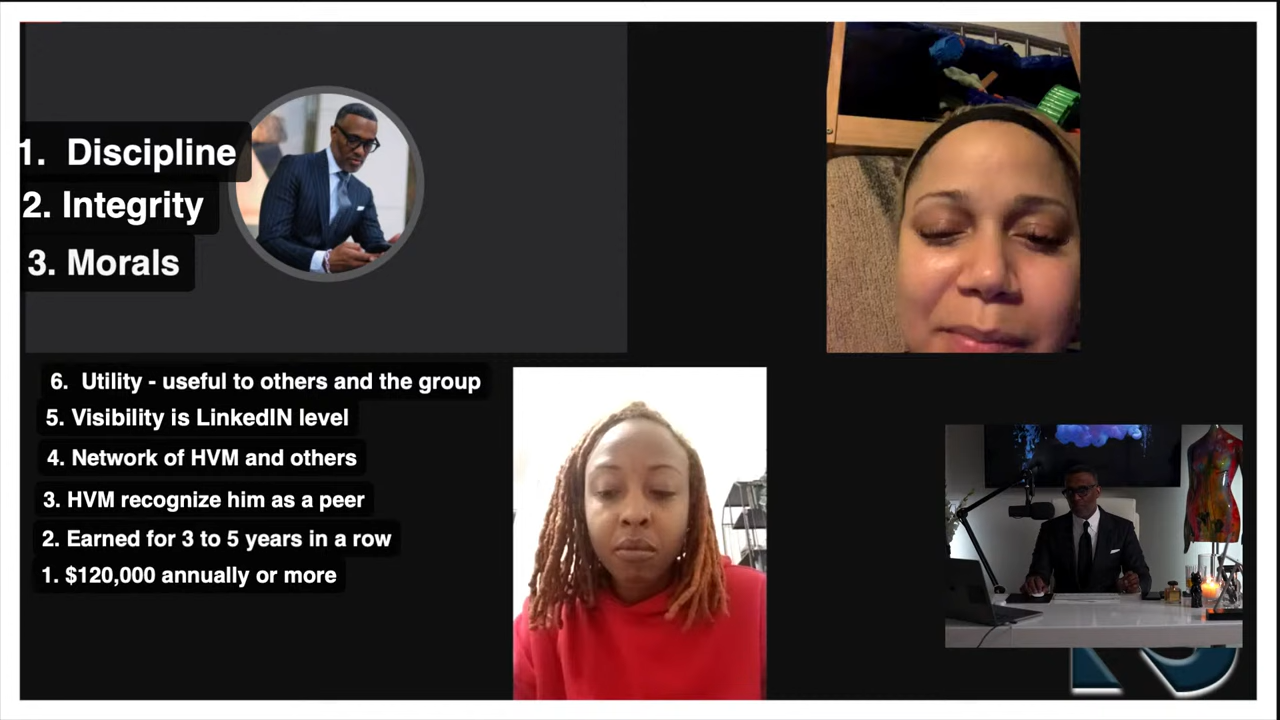 1. Discipline
2. Integrity
3. Morals
6. Utility - useful to others and the group
5. Visibility is LinkedIN level
4. Network of HVM and others
3. HVM recognize him as a peer
2. Earned for 3 to 5 years in a row
1. $120,000 annually or more